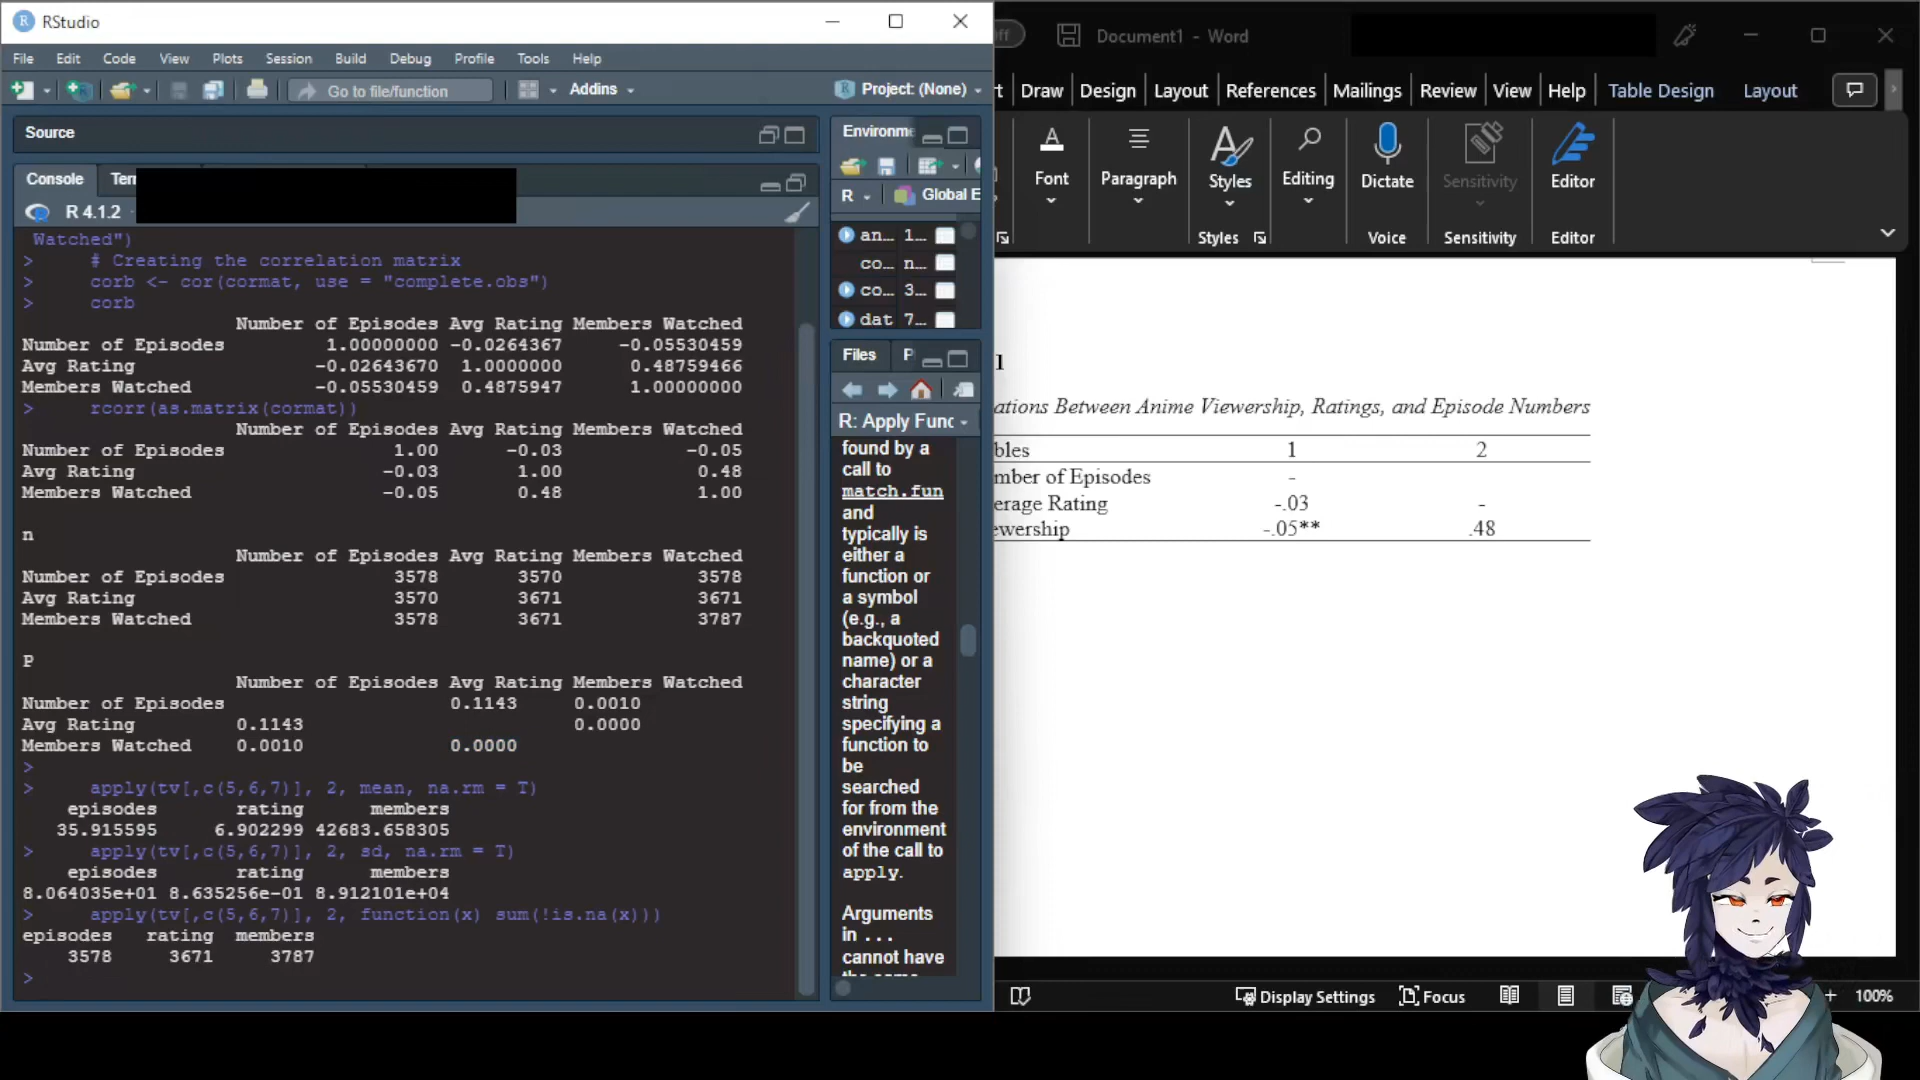 RStudio
File Edit Code View Plots Session Build Debug Profile Tools Help
Go to file/function Addins Project: (None)
Source
Console Ter
R 4.1.2
Watched")
> # Creating the correlation matrix
> corb <- cor(cormat, use = "complete.obs")
> corb
Number of Episodes Avg Rating Members Watched
Number of Episodes 1.00000000 -0.0264367 -0.05530459
Avg Rating -0.02643670 1.0000000 0.48759466
Members Watched -0.05530459 0.4875947 1.00000000
> rcorr(as.matrix(cormat))
Number of Episodes Avg Rating Members Watched
Number of Episodes 1.00 -0.03 -0.05
Avg Rating -0.03 1.00 0.48
Members Watched -0.05 0.48 1.00
n
Number of Episodes Avg Rating Members Watched
Number of Episodes 3578 3570 3578
Avg Rating 3570 3671 3671
Members Watched 3578 3671 3787
P
Number of Episodes Avg Rating Members Watched
Number of Episodes 0.1143 0.0010
Avg Rating 0.1143 0.0000
Members Watched 0.0010 0.0000
>
> apply(tv[,c(5,6,7)], 2, mean, na.rm = T)
episodes rating members
35.915595 6.902299 42683.658305
> apply(tv[,c(5,6,7)], 2, sd, na.rm = T)
episodes rating members
8.064035e+01 8.635256e-01 8.912101e+04
> apply(tv[,c(5,6,7)], 2, function(x) sum(!is.na(x)))
episodes rating members
3578 3671 3787
>
Environme
R Global E
an... 1...
co... n...
co... 3...
dat 7...
Files P
R: Apply Func
found by a
call to
match.fun
and
typically is
either a
function or
a symbol
(e.g., a
backquoted
name) or a
character
string
specifying a
function to
be
searched
for from the
environment
of the call to
apply.
Arguments
in ...
cannot have
ff Document1 - Word
rt Draw Design Layout References Mailings Review View Help Table Design Layout
Font Paragraph Styles Editing Dictate Sensitivity Editor
Styles Voice Sensitivity Editor
1
ations Between Anime Viewership, Ratings, and Episode Numbers
bles 1 2
mber of Episodes -
erage Rating -.03 -
ewership -.05** .48
Display Settings Focus + 100%